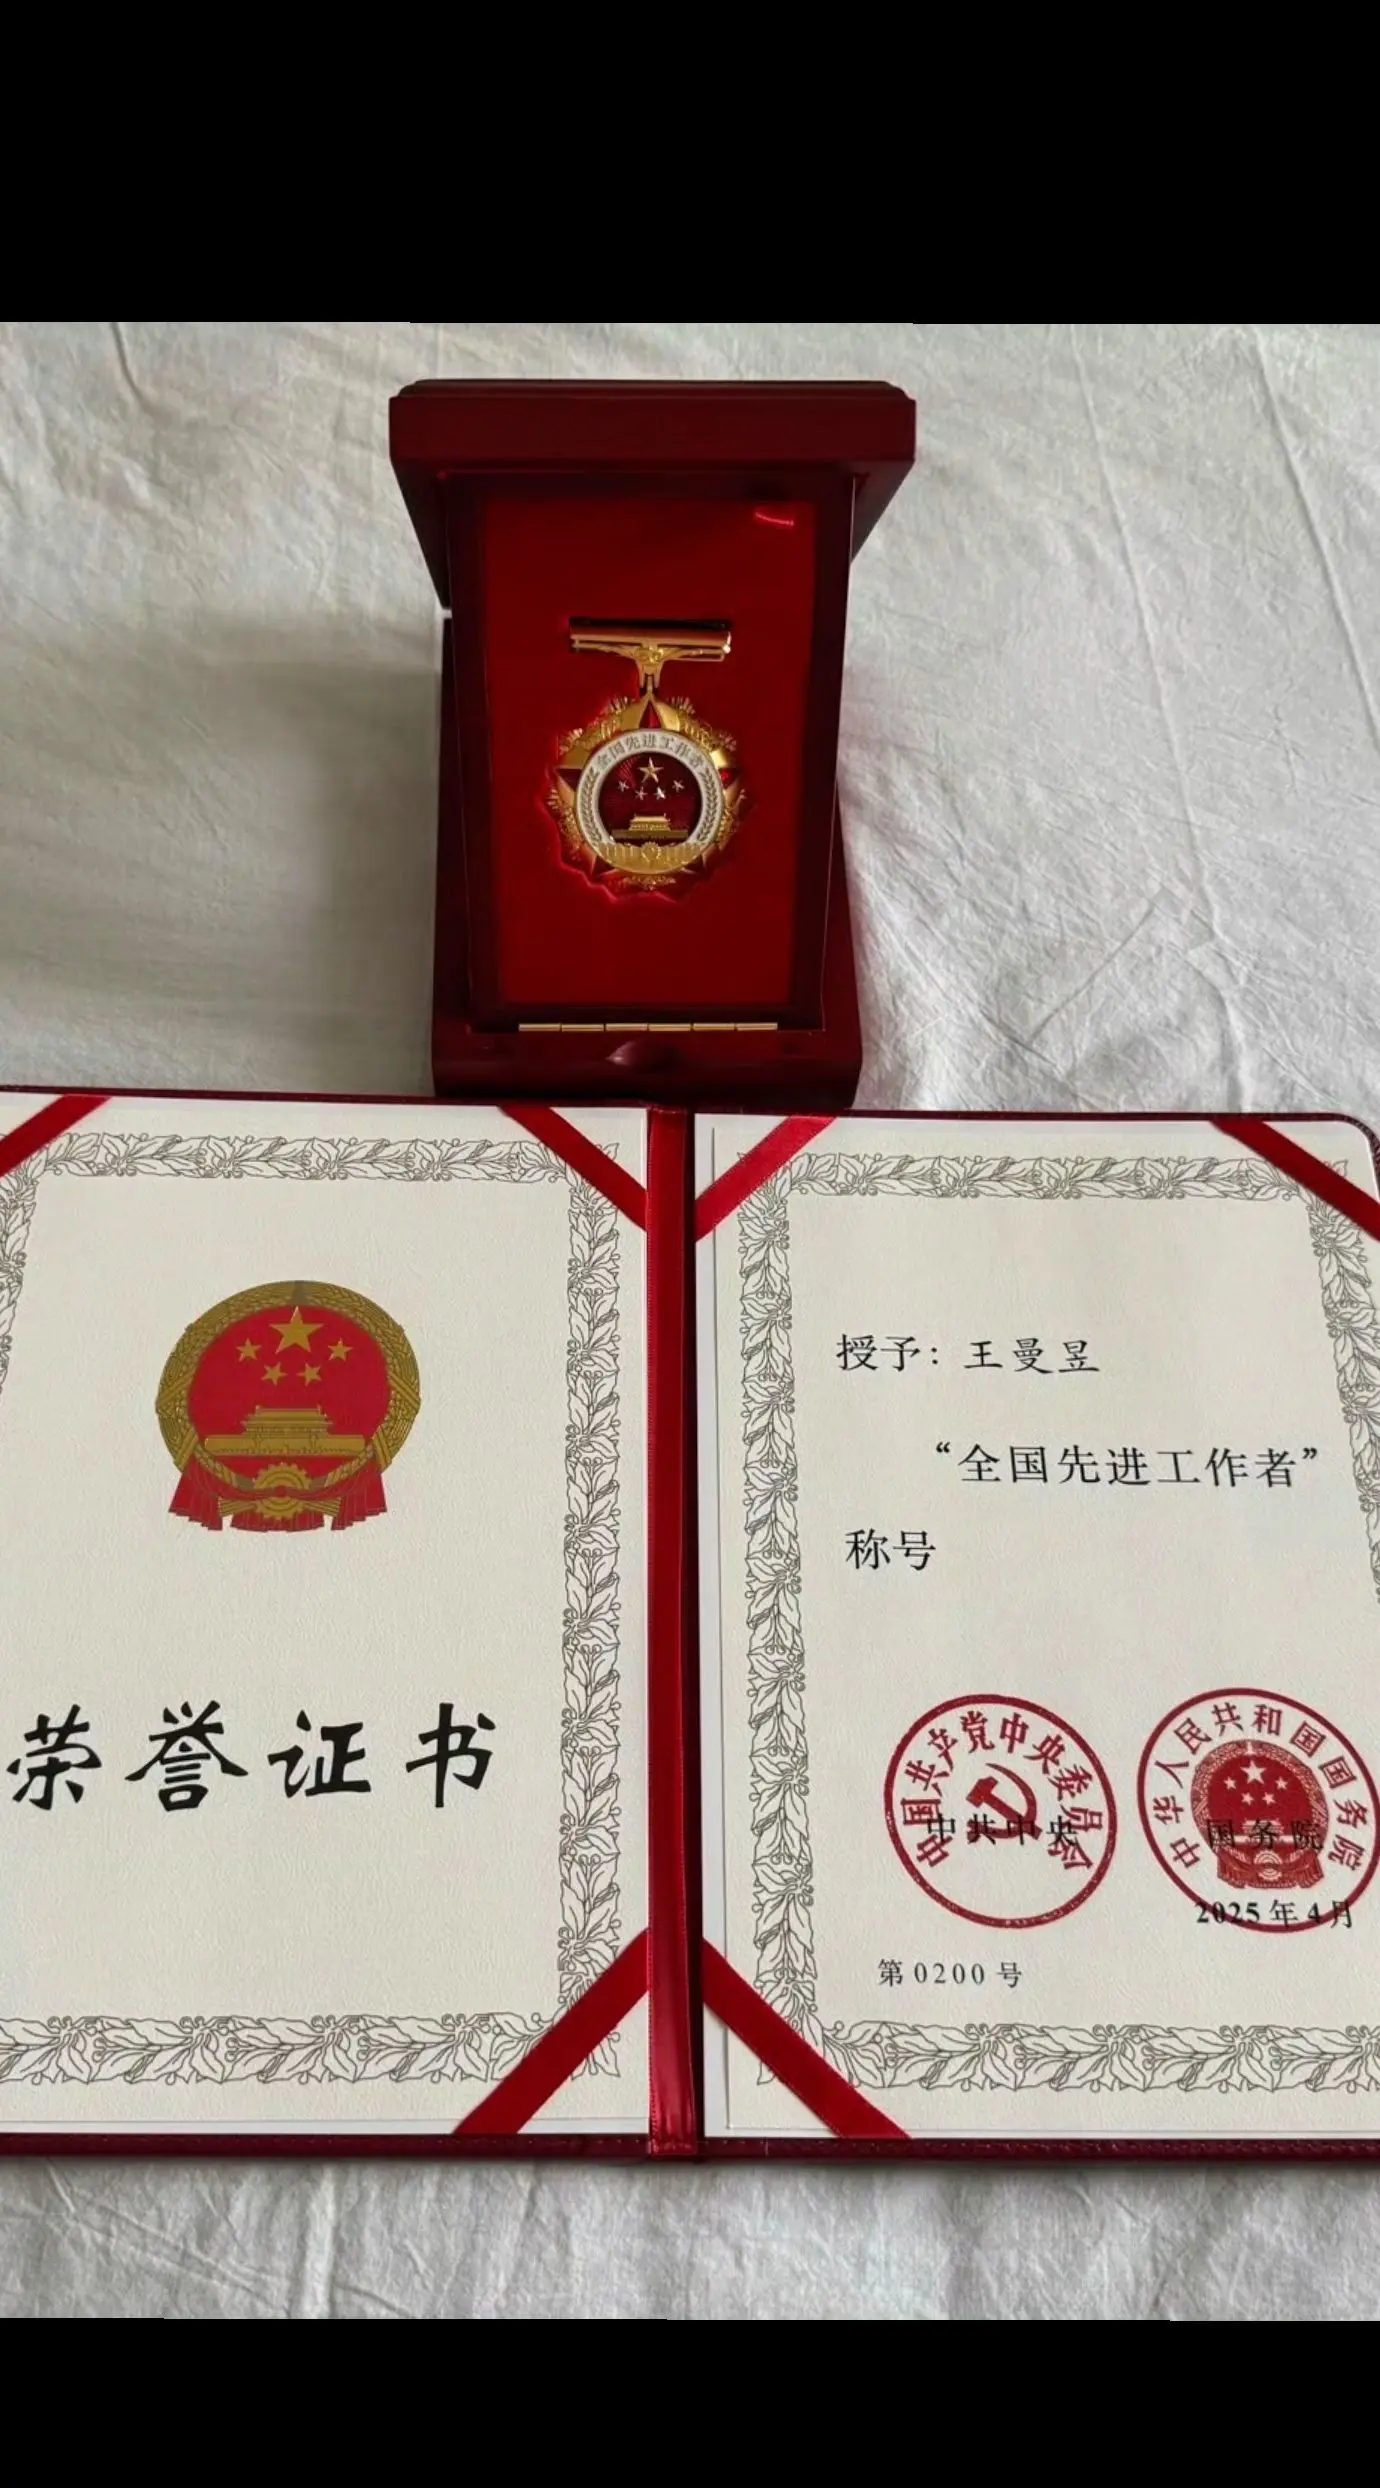 全国先进工作者
荣誉证书
授予：王曼昱
“全国先进工作者”
称号
中国共产党中央委员会
中共中央
中华人民共和国国务院
国务院
2025年4月
第0200号